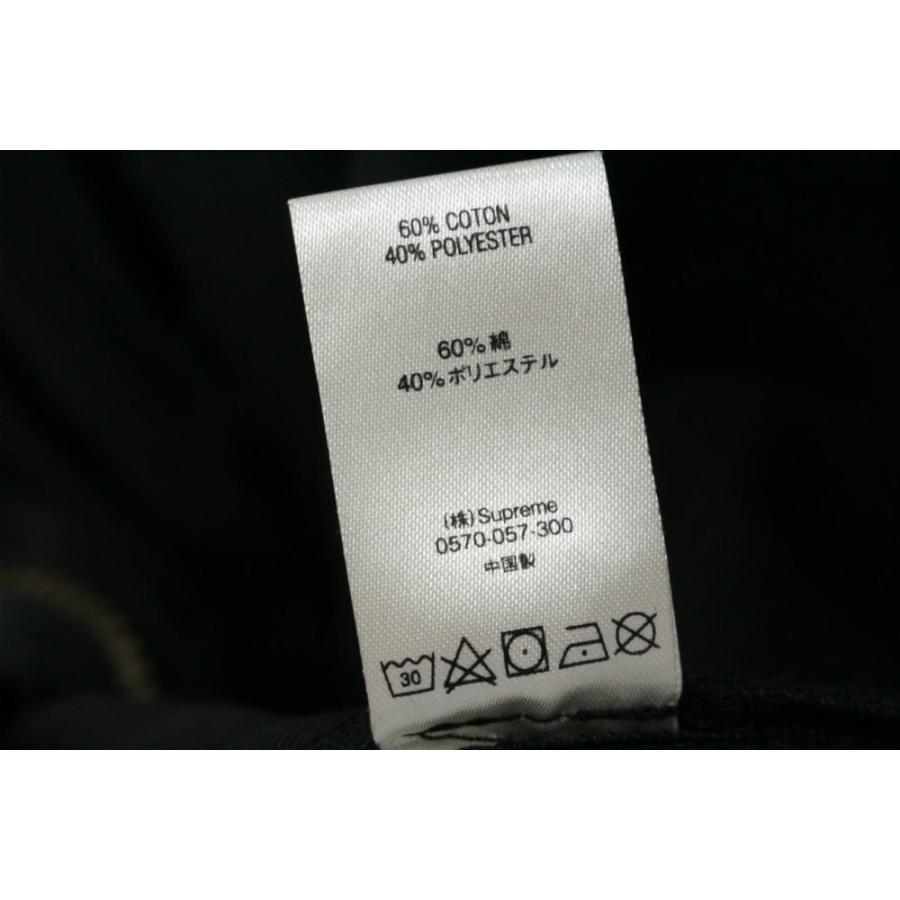 60% COTON
40% POLYESTER
60% 綿
40% ポリエステル
(株) Supreme
0570-057-300
中国製
30